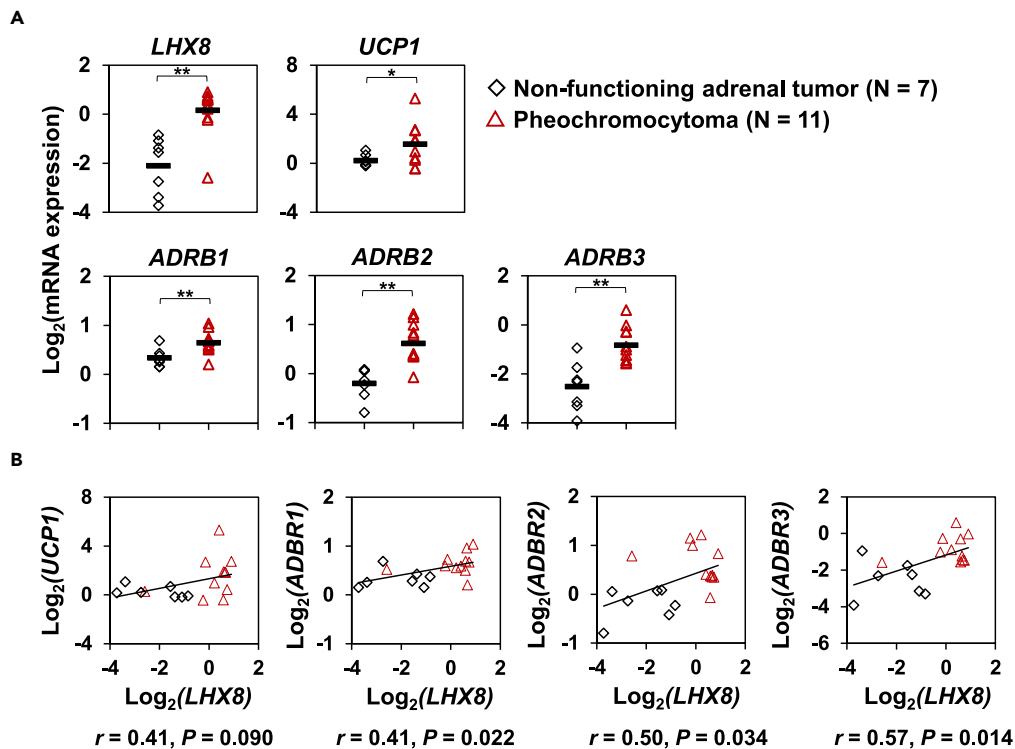 A
LHX8
UCP1
Log2(mRNA expression)
2
0
-2
-4
**
8
4
0
-4
*
Non-functioning adrenal tumor (N = 7)
Pheochromocytoma (N = 11)
ADRB1
ADRB2
ADRB3
2
1
0
1
**
2
1
0
-1
**
2
0
-2
-4
**
B
Log2(UCP1)
8
4
0
-4
-4 -2 0 2
Log2(LHX8)
r = 0.41, P = 0.090
Log2(ADBR1)
2
1
0
1
-4 -2 0 2
Log2(LHX8)
r = 0.41, P = 0.022
Log2(ADBR2)
2
1
0
-1
-4 -2 0 2
Log2(LHX8)
r = 0.50, P = 0.034
Log2(ADBR3)
2
0
-2
-4
-6
-4 -2 0 2
Log2(LHX8)
r = 0.57, P = 0.014